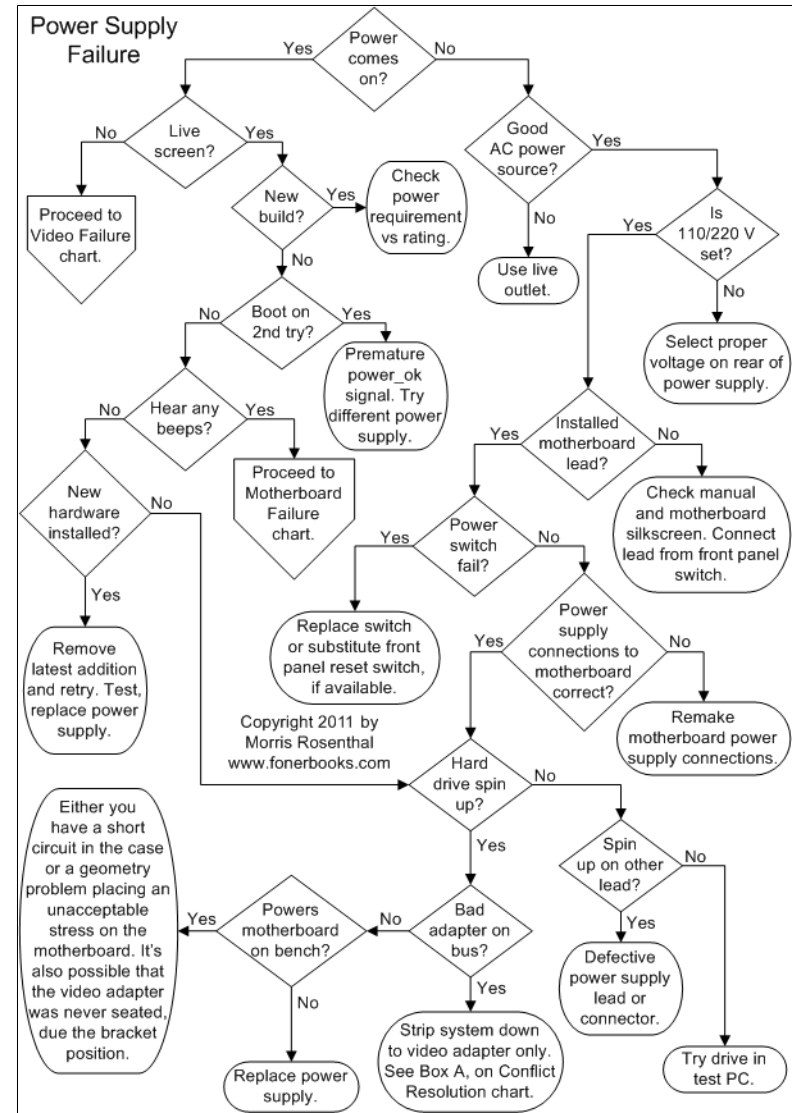 Power Supply
Failure
Power
comes
on?
Yes
No
Live
screen?
No
Yes
Good
AC power
source?
Yes
No
Proceed to
Video Failure
chart.
New
build?
Yes
No
Check
power
requirement
vs rating.
Use live
outlet.
Is
110/220 V
set?
Yes
No
Boot on
2nd try?
No
Yes
Premature
power_ok
signal. Try
different power
supply.
Select proper
voltage on rear of
power supply.
Hear any
beeps?
No
Yes
Proceed to
Motherboard
Failure
chart.
Installed
motherboard
lead?
Yes
No
Check manual
and motherboard
silkscreen. Connect
lead from front panel
switch.
New
hardware
installed?
No
Yes
Power
switch
fail?
Yes
No
Remove
latest addition
and retry. Test,
replace power
supply.
Replace switch
or substitute front
panel reset switch,
if available.
Power
supply
connections to
motherboard
correct?
Yes
No
Remake
motherboard power
supply connections.
Copyright 2011 by
Morris Rosenthal
www.fonerbooks.com
Hard
drive spin
up?
No
Yes
Spin
up on other
lead?
No
Yes
Either you
have a short
circuit in the case
or a geometry
problem placing an
unacceptable
stress on the
motherboard. It's
also possible that
the video adapter
was never seated,
due the bracket
position.
Powers
motherboard
on bench?
Yes
No
Bad
adapter on
bus?
No
Yes
Defective
power supply
lead or
connector.
Replace power
supply.
Strip system down
to video adapter only.
See Box A, on Conflict
Resolution chart.
Try drive in
test PC.